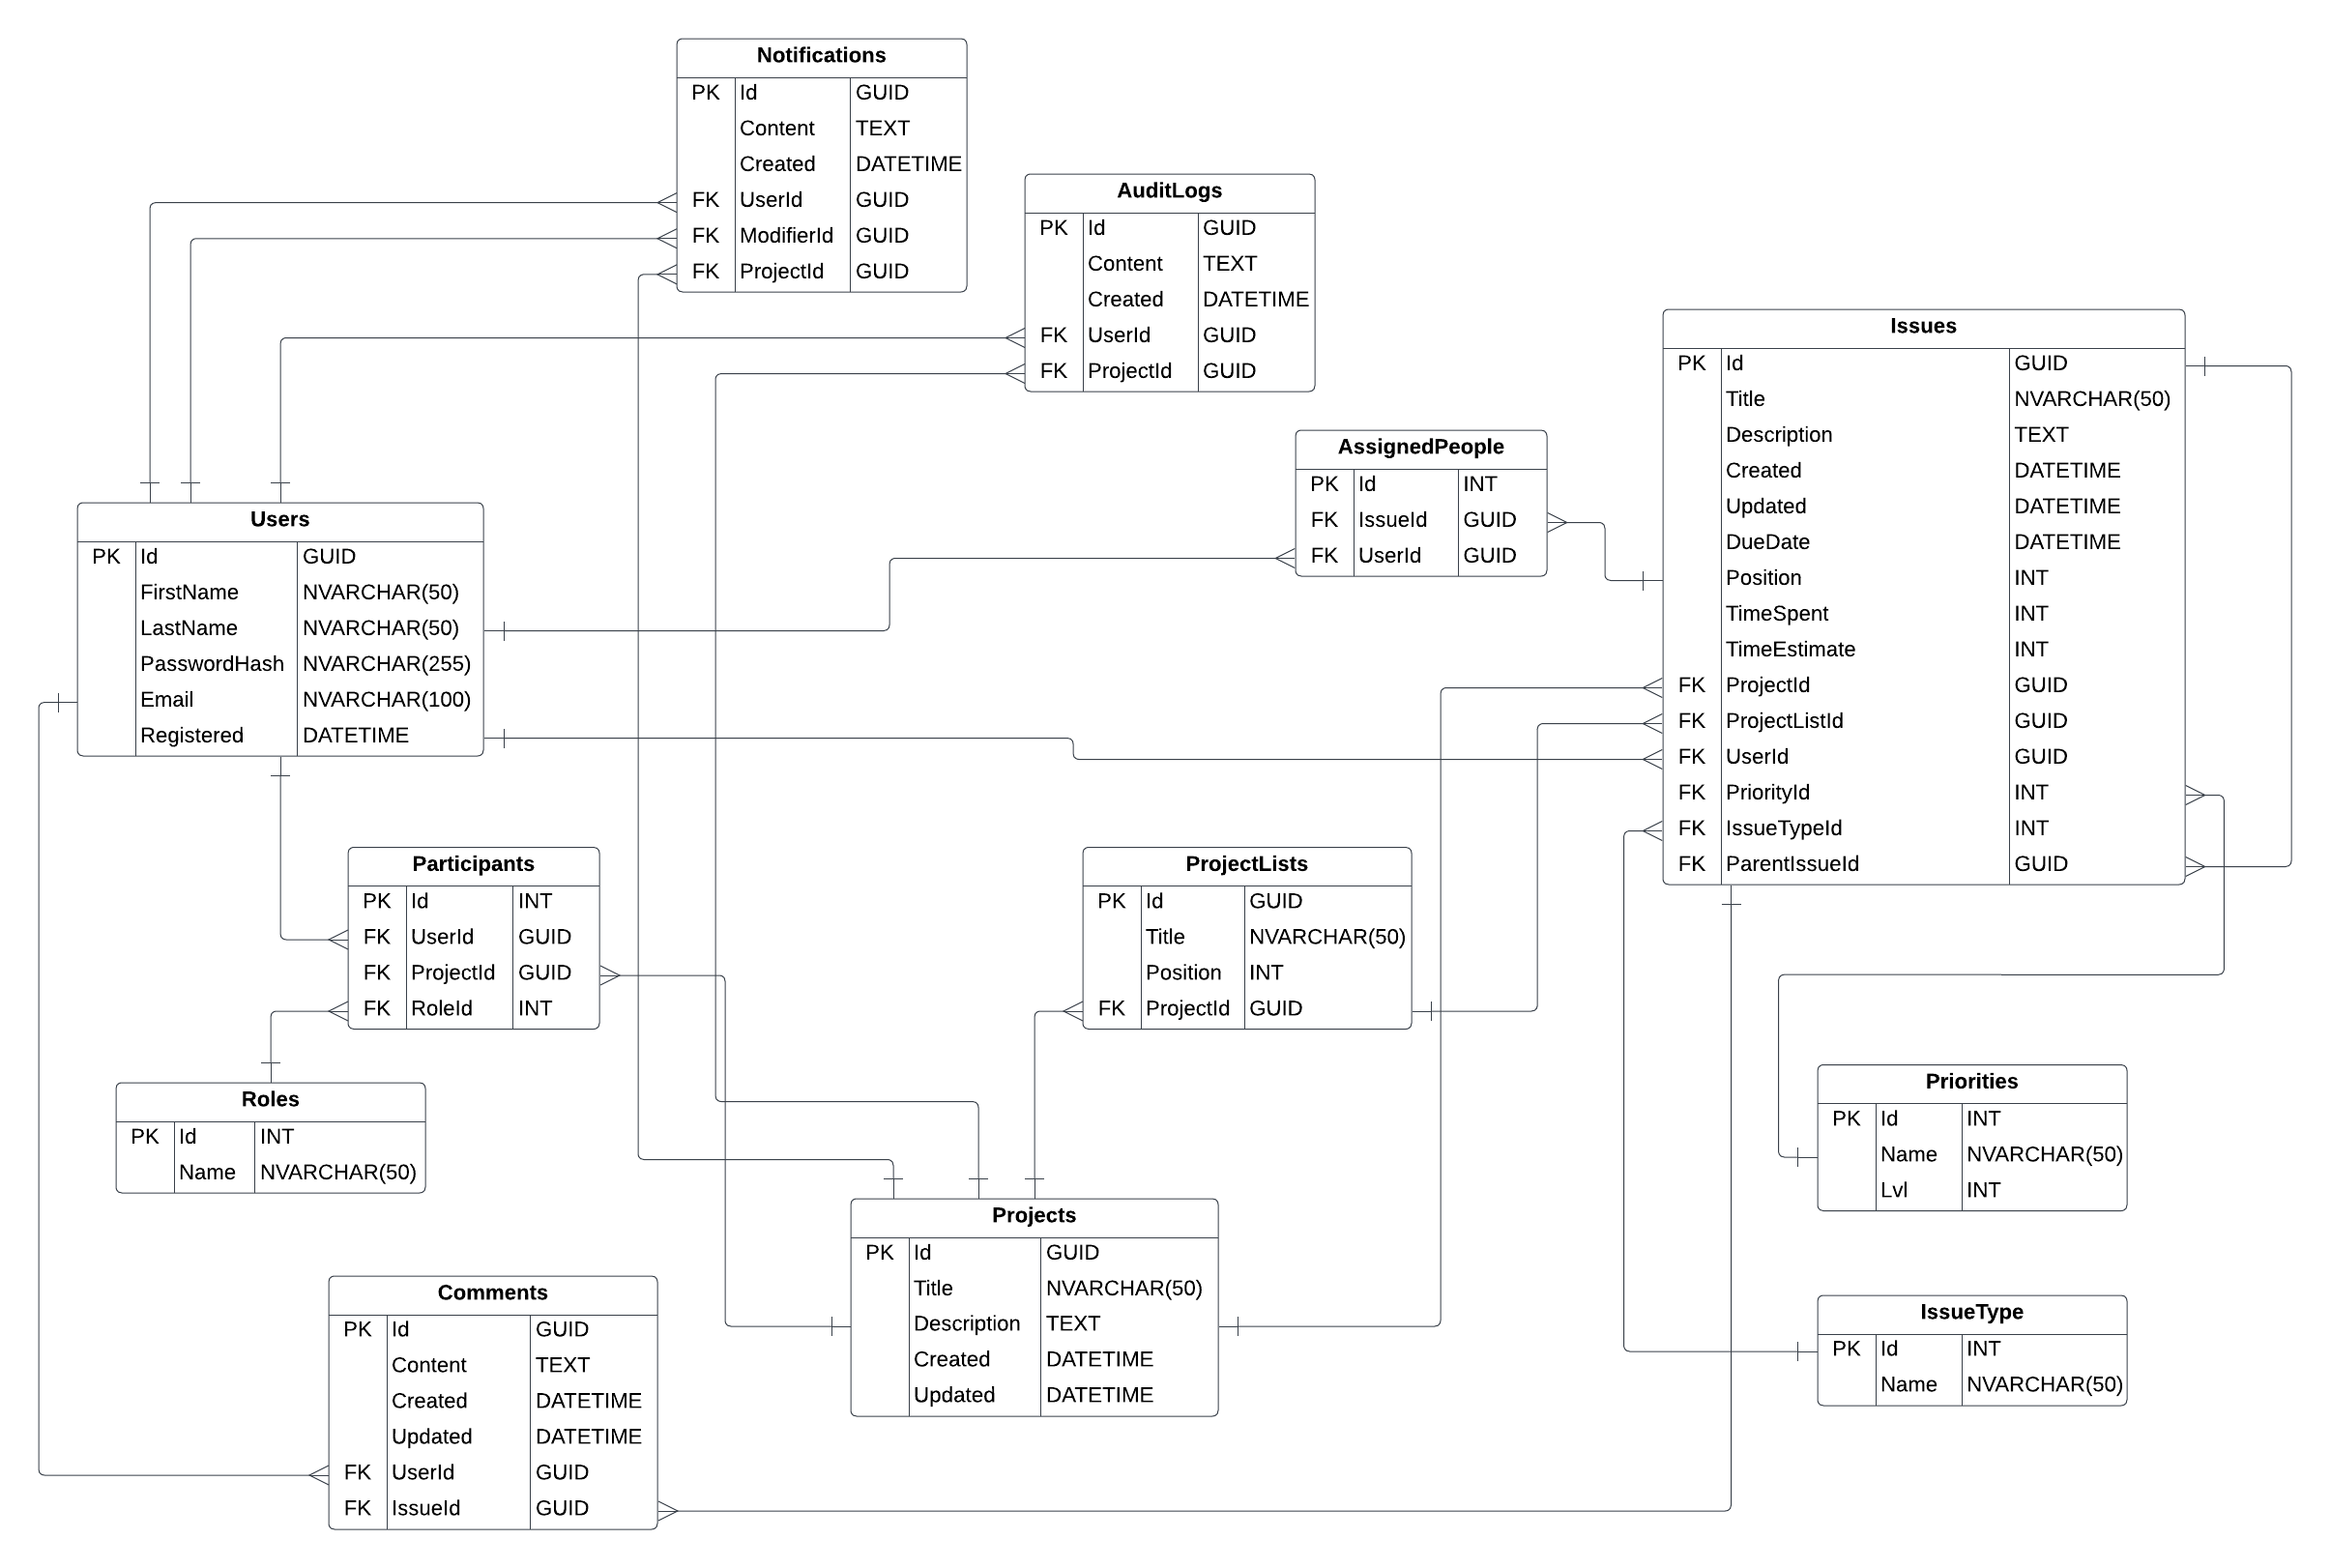 Notifications
PK Id GUID
Content TEXT
Created DATETIME
FK UserId GUID
FK ModifierId GUID
FK ProjectId GUID
AuditLogs
PK Id GUID
Content TEXT
Created DATETIME
FK UserId GUID
FK ProjectId GUID
Issues
PK Id GUID
Title NVARCHAR(50)
Description TEXT
Created DATETIME
Updated DATETIME
DueDate DATETIME
Position INT
TimeSpent INT
TimeEstimate INT
FK ProjectId GUID
FK ProjectListId GUID
FK UserId GUID
FK PriorityId INT
FK IssueTypeId INT
FK ParentIssueId GUID
AssignedPeople
PK Id INT
FK IssueId GUID
FK UserId GUID
Users
PK Id GUID
FirstName NVARCHAR(50)
LastName NVARCHAR(50)
PasswordHash NVARCHAR(255)
Email NVARCHAR(100)
Registered DATETIME
Participants
PK Id INT
FK UserId GUID
FK ProjectId GUID
FK RoleId INT
ProjectLists
PK Id GUID
Title NVARCHAR(50)
Position INT
FK ProjectId GUID
Roles
PK Id INT
Name NVARCHAR(50)
Priorities
PK Id INT
Name NVARCHAR(50)
Lvl INT
Projects
PK Id GUID
Title NVARCHAR(50)
Description TEXT
Created DATETIME
Updated DATETIME
Comments
PK Id GUID
Content TEXT
Created DATETIME
Updated DATETIME
FK UserId GUID
FK IssueId GUID
IssueType
PK Id INT
Name NVARCHAR(50)